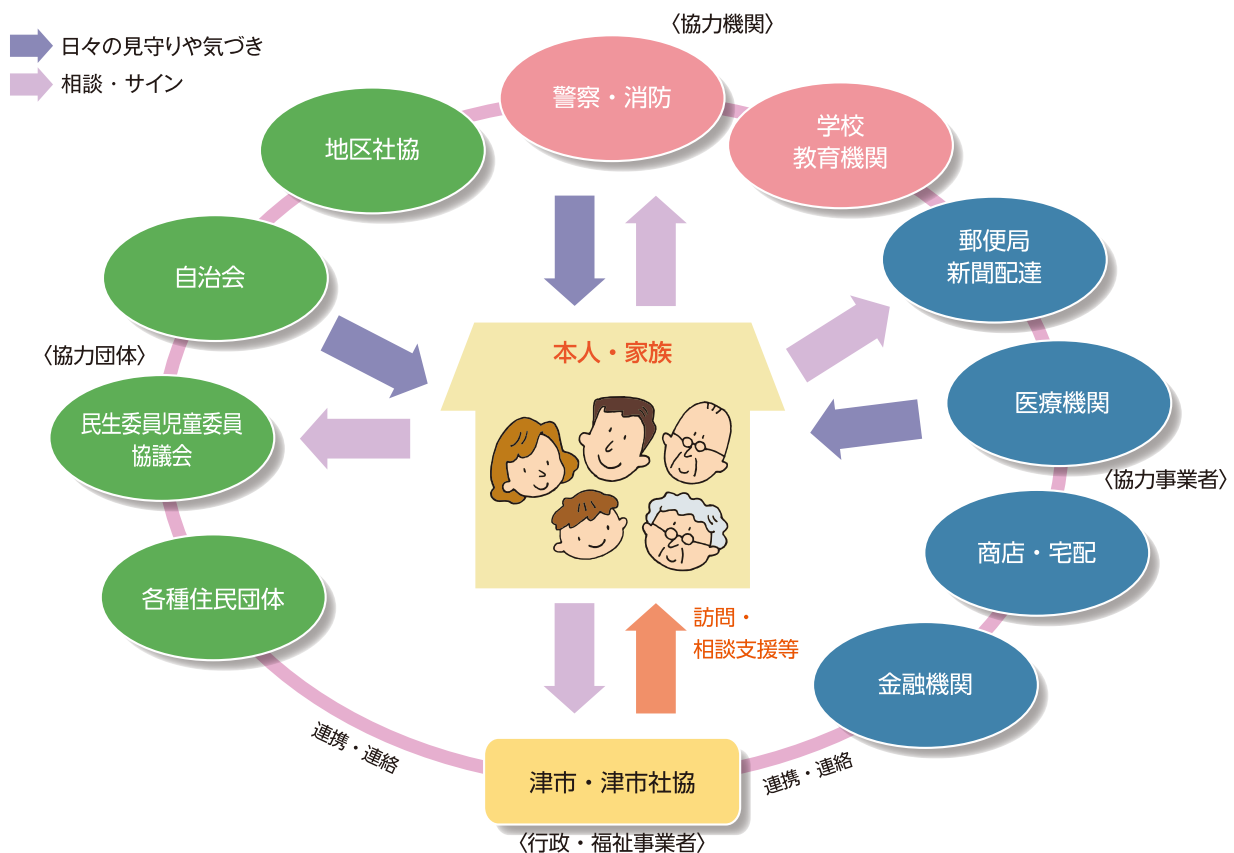 〈協力機関〉
日々の見守りや気づき
相談・サイン
警察・消防
学校
教育機関
地区社協
郵便局
新聞配達
自治会
本人・家族
〈協力団体〉
医療機関
民生委員児童委員
協議会
〈協力事業者〉
商店・宅配
各種住民団体
訪問・
相談支援等
金融機関
連携・連絡
連携・連絡
津市・津市社協
〈行政・福祉事業者〉